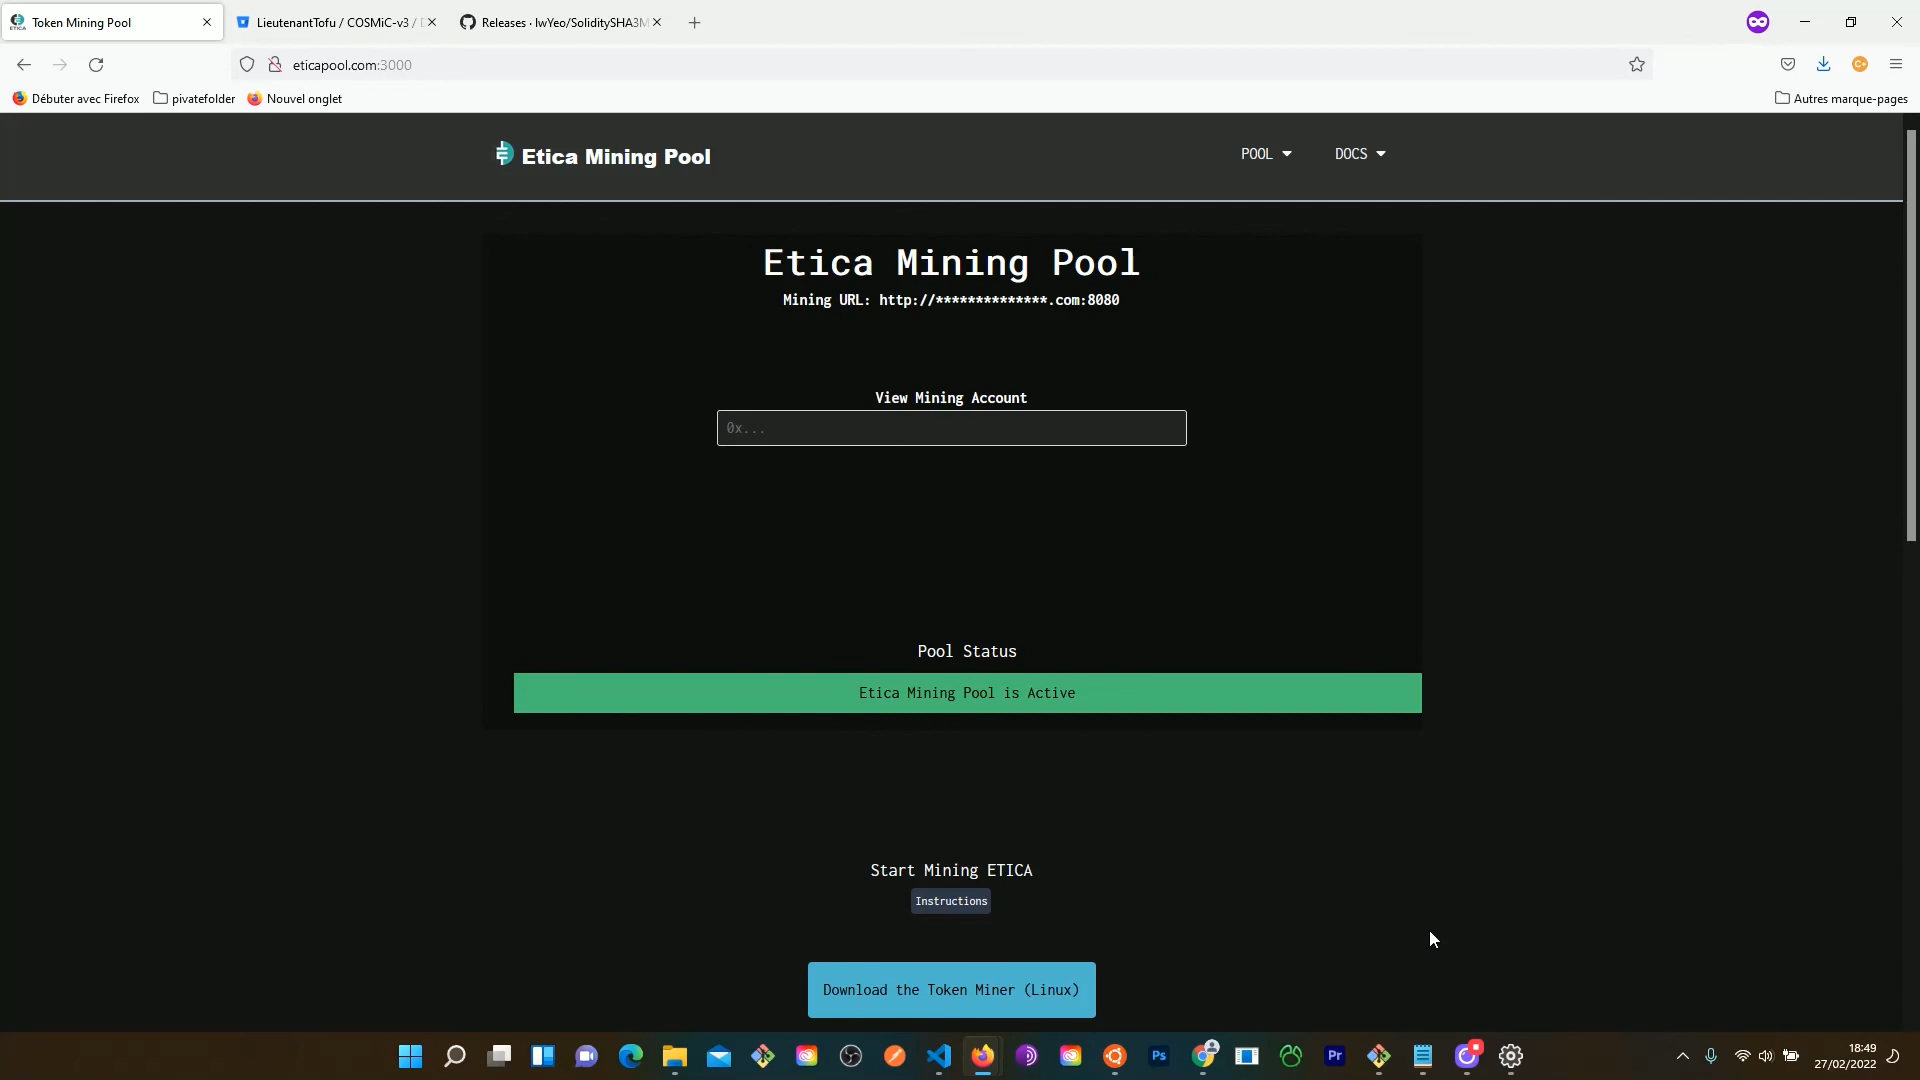 Token Mining Pool
LieutenantTofu / COSMiC-v3 /
Releases · lwYeo/SoliditySHA3M
eticapool.com:3000
Débuter avec Firefox
pivatefolder
Nouvel onglet
Autres marque-pages
Etica Mining Pool
POOL
DOCS
Etica Mining Pool
Mining URL: http://**************.com:8080
View Mining Account
0x...
Pool Status
Etica Mining Pool is Active
Start Mining ETICA
Instructions
Download the Token Miner (Linux)
Ps
Pr
18:49
27/02/2022